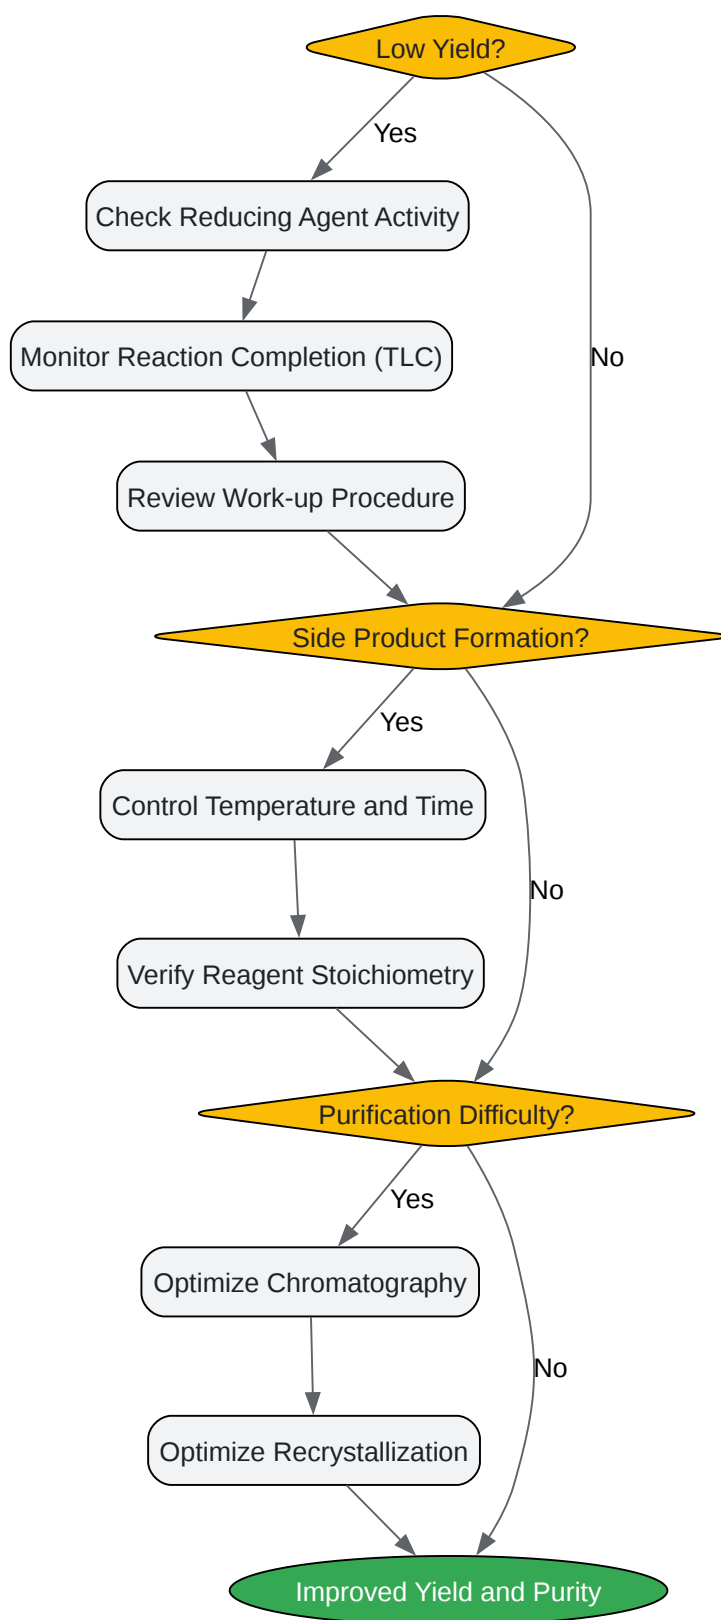 Low Yield?
Yes
Check Reducing Agent Activity
Monitor Reaction Completion (TLC)
No
Review Work-up Procedure
Side Product Formation?
Yes
Control Temperature and Time
No
Verify Reagent Stoichiometry
Purification Difficulty?
Yes
Optimize Chromatography
No
Optimize Recrystallization
Improved Yield and Purity